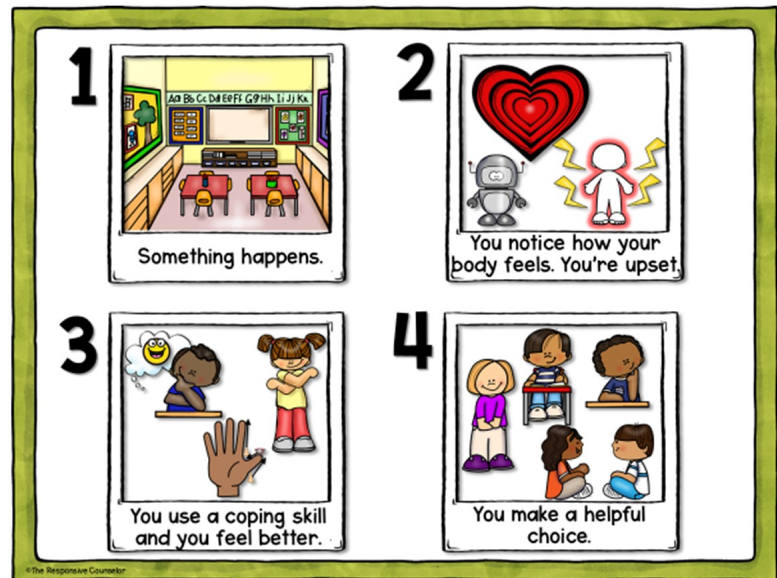 1
Aa Bb Cc Dd Ee Ff Gg Hh Ii Jj Kk
Something happens.
2
You notice how your
body feels. You're upset.
3
You use a coping skill
and you feel better.
4
You make a helpful
choice.
©The Responsive Counselor